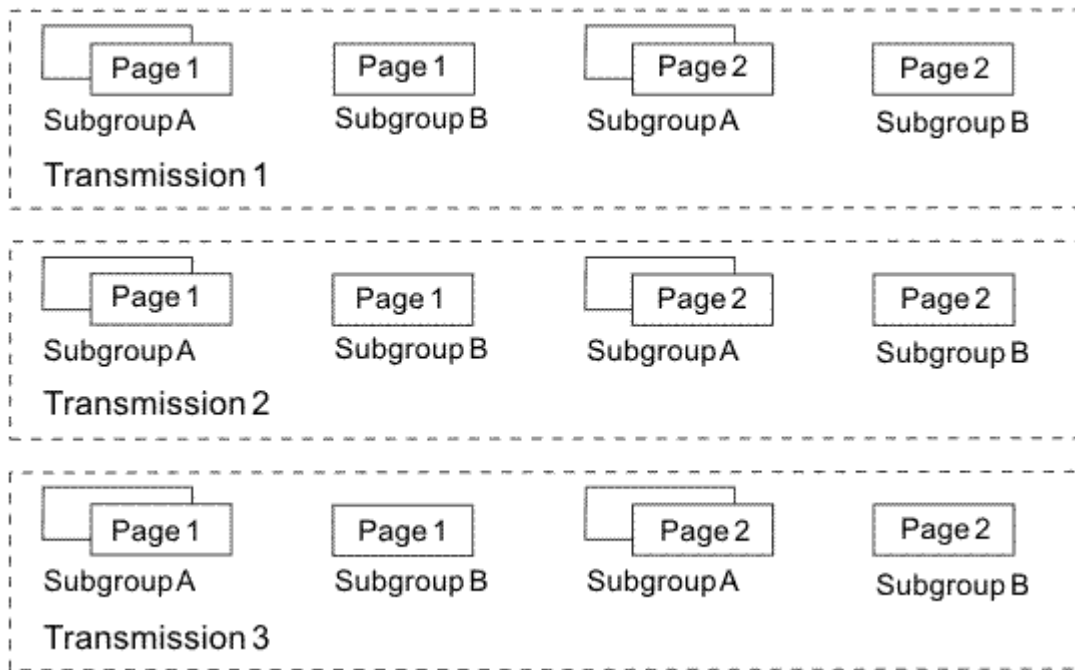 Page 1 Page 1 Page 2 Page 2
Subgroup A Subgroup B Subgroup A Subgroup B
Transmission 1
Page 1 Page 1 Page 2 Page 2
Subgroup A Subgroup B Subgroup A Subgroup B
Transmission 2
Page 1 Page 1 Page 2 Page 2
Subgroup A Subgroup B Subgroup A Subgroup B
Transmission 3